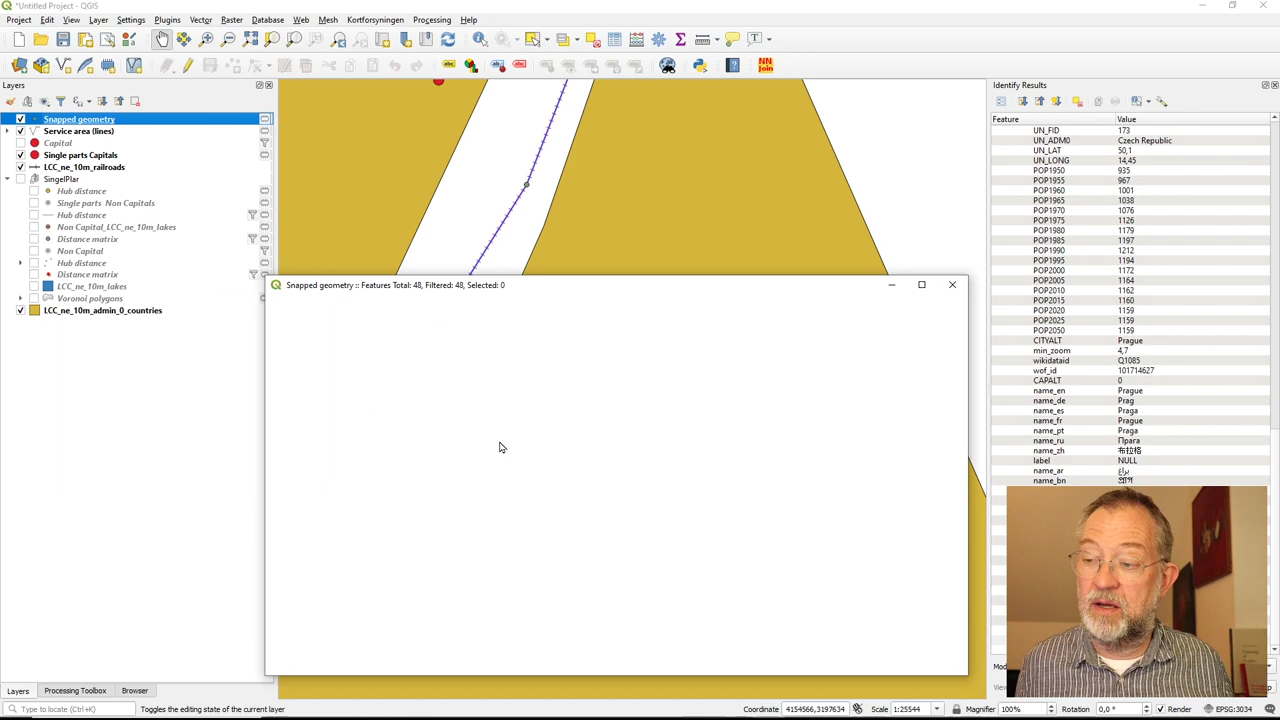 *Untitled Project - QGIS
Project Edit View Layer Settings Plugins Vector Raster Database Web Mesh Kortforsyningen Processing Help
Layers
Snapped geometry
Service area (lines)
Capital
Single parts Capitals
LCC_ne_10m_railroads
SingelPlar
Hub distance
Single parts Non Capitals
Hub distance
Non Capital_LCC_ne_10m_lakes
Distance matrix
Non Capital
Hub distance
Distance matrix
LCC_ne_10m_lakes
Voronoi polygons
LCC_ne_10m_admin_0_countries
Snapped geometry :: Features Total: 48, Filtered: 48, Selected: 0
Identify Results
Feature Value
UN_FID 173
UN_ADM0 Czech Republic
UN_LAT 50,1
UN_LONG 14,45
POP1950 935
POP1955 967
POP1960 1001
POP1965 1038
POP1970 1076
POP1975 1126
POP1980 1179
POP1985 1197
POP1990 1212
POP1995 1194
POP2000 1172
POP2005 1164
POP2010 1162
POP2015 1160
POP2020 1159
POP2025 1159
POP2050 1159
CITYALT Prague
min_zoom 4,7
wikidataid Q1085
wof_id 101714627
CAPALT 0
name_en Prague
name_de Prag
name_es Praga
name_fr Prague
name_pt Praga
name_ru Прага
name_zh 布拉格
label NULL
name_ar براغ
name_bn প্রাগ
Layers Processing Toolbox Browser
Type to locate (Ctrl+K) Toggles the editing state of the current layer Coordinate 4154566,3197634 Scale 1:25544 Magnifier 100% Rotation 0,0 ° Render EPSG:3034